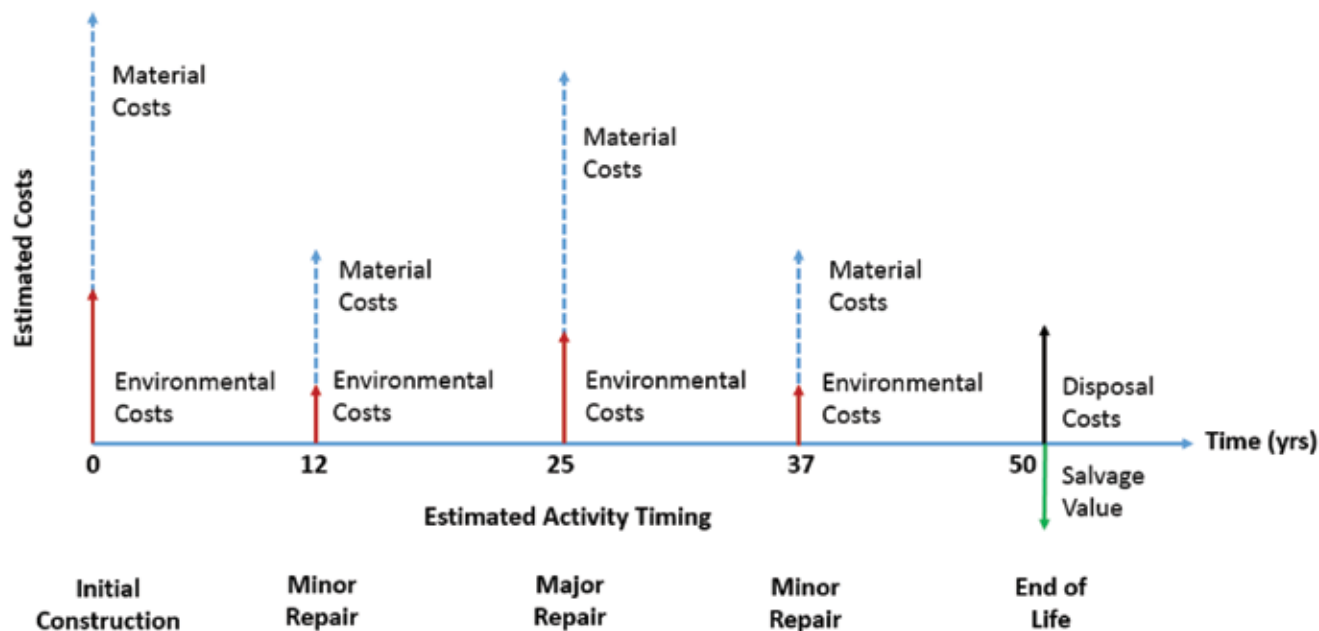 Material
Costs
Material
Costs
Estimated Costs
Material
Costs
Material
Costs
Environmental
Costs
Environmental
Costs
Environmental
Costs
Environmental
Costs
Disposal
Costs
Time (yrs)
0
12
25
37
50
Salvage
Value
Estimated Activity Timing
Initial
Construction
Minor
Repair
Major
Repair
Minor
Repair
End of
Life